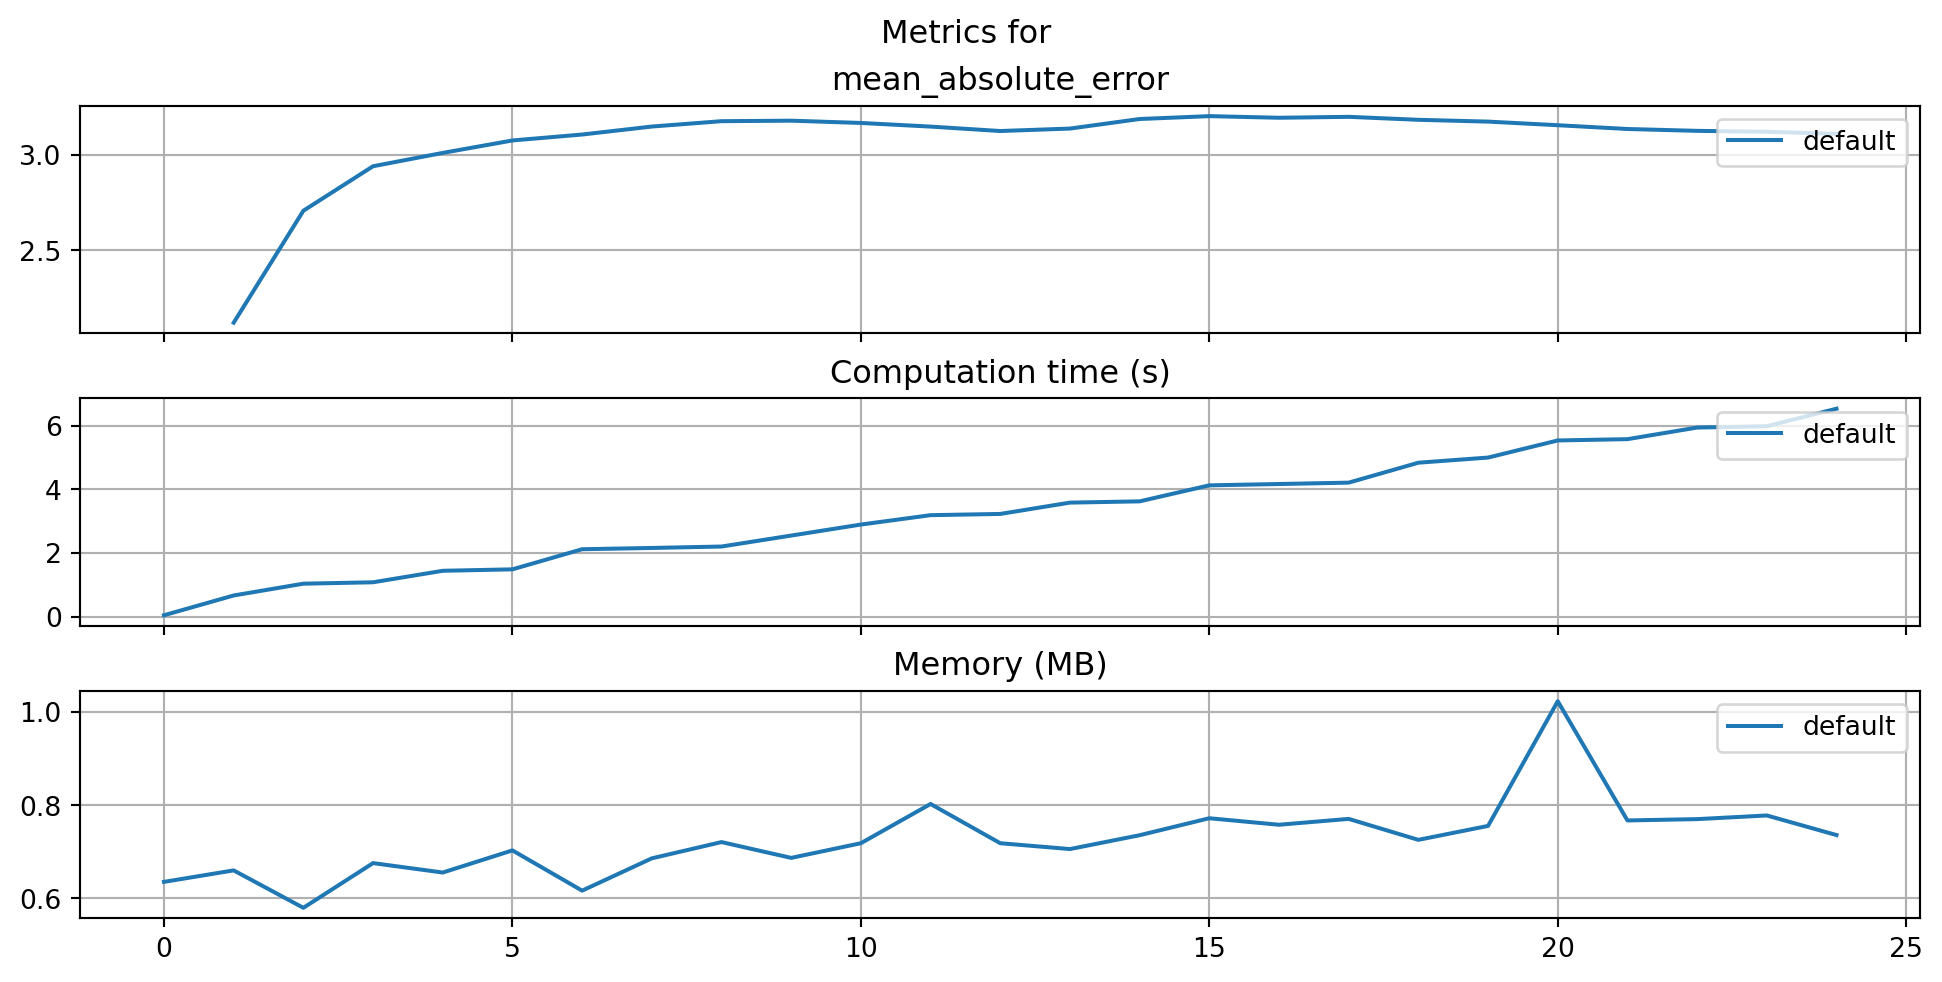 Metrics for
mean_absolute_error
3.0
2.5
default
Computation time (s)
6
4
2
0
default
Memory (MB)
1.0
0.8
0.6
default
0 5 10 15 20 25